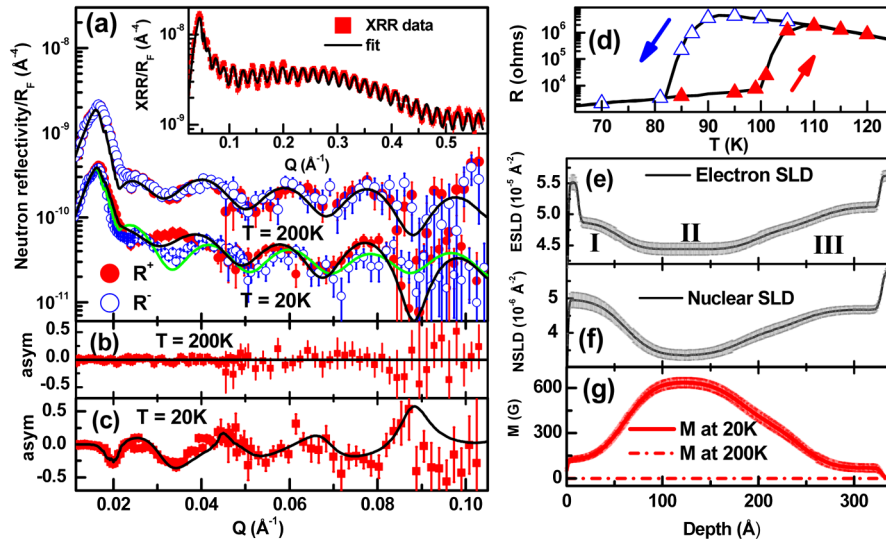 (a)
XRR data
fit
XRR/R_F (Å⁻⁴)
10⁻⁸
10⁻⁹
0.1 0.2 0.3 0.4 0.5
Q (Å⁻¹)
Neutron reflectivity/R_F (Å⁻⁴)
10⁻⁸
10⁻⁹
10⁻¹⁰
10⁻¹¹
T = 200K
T = 20K
R⁺
R⁻
(b) T = 200K
asym
0.5
0.0
-0.5
(c) T = 20K
asym
0.5
0.0
-0.5
0.02 0.04 0.06 0.08 0.10
Q (Å⁻¹)
(d)
R (ohms)
10⁶
10⁴
70 80 90 100 110 120
T (K)
(e) Electron SLD
ESLD (10⁻⁵ Å⁻²)
5.5
5.0
4.5
I II III
(f) Nuclear SLD
NSLD (10⁻⁶ Å⁻²)
5
4
(g)
M (G)
600
300
0
M at 20K
M at 200K
0 100 200 300
Depth (Å)